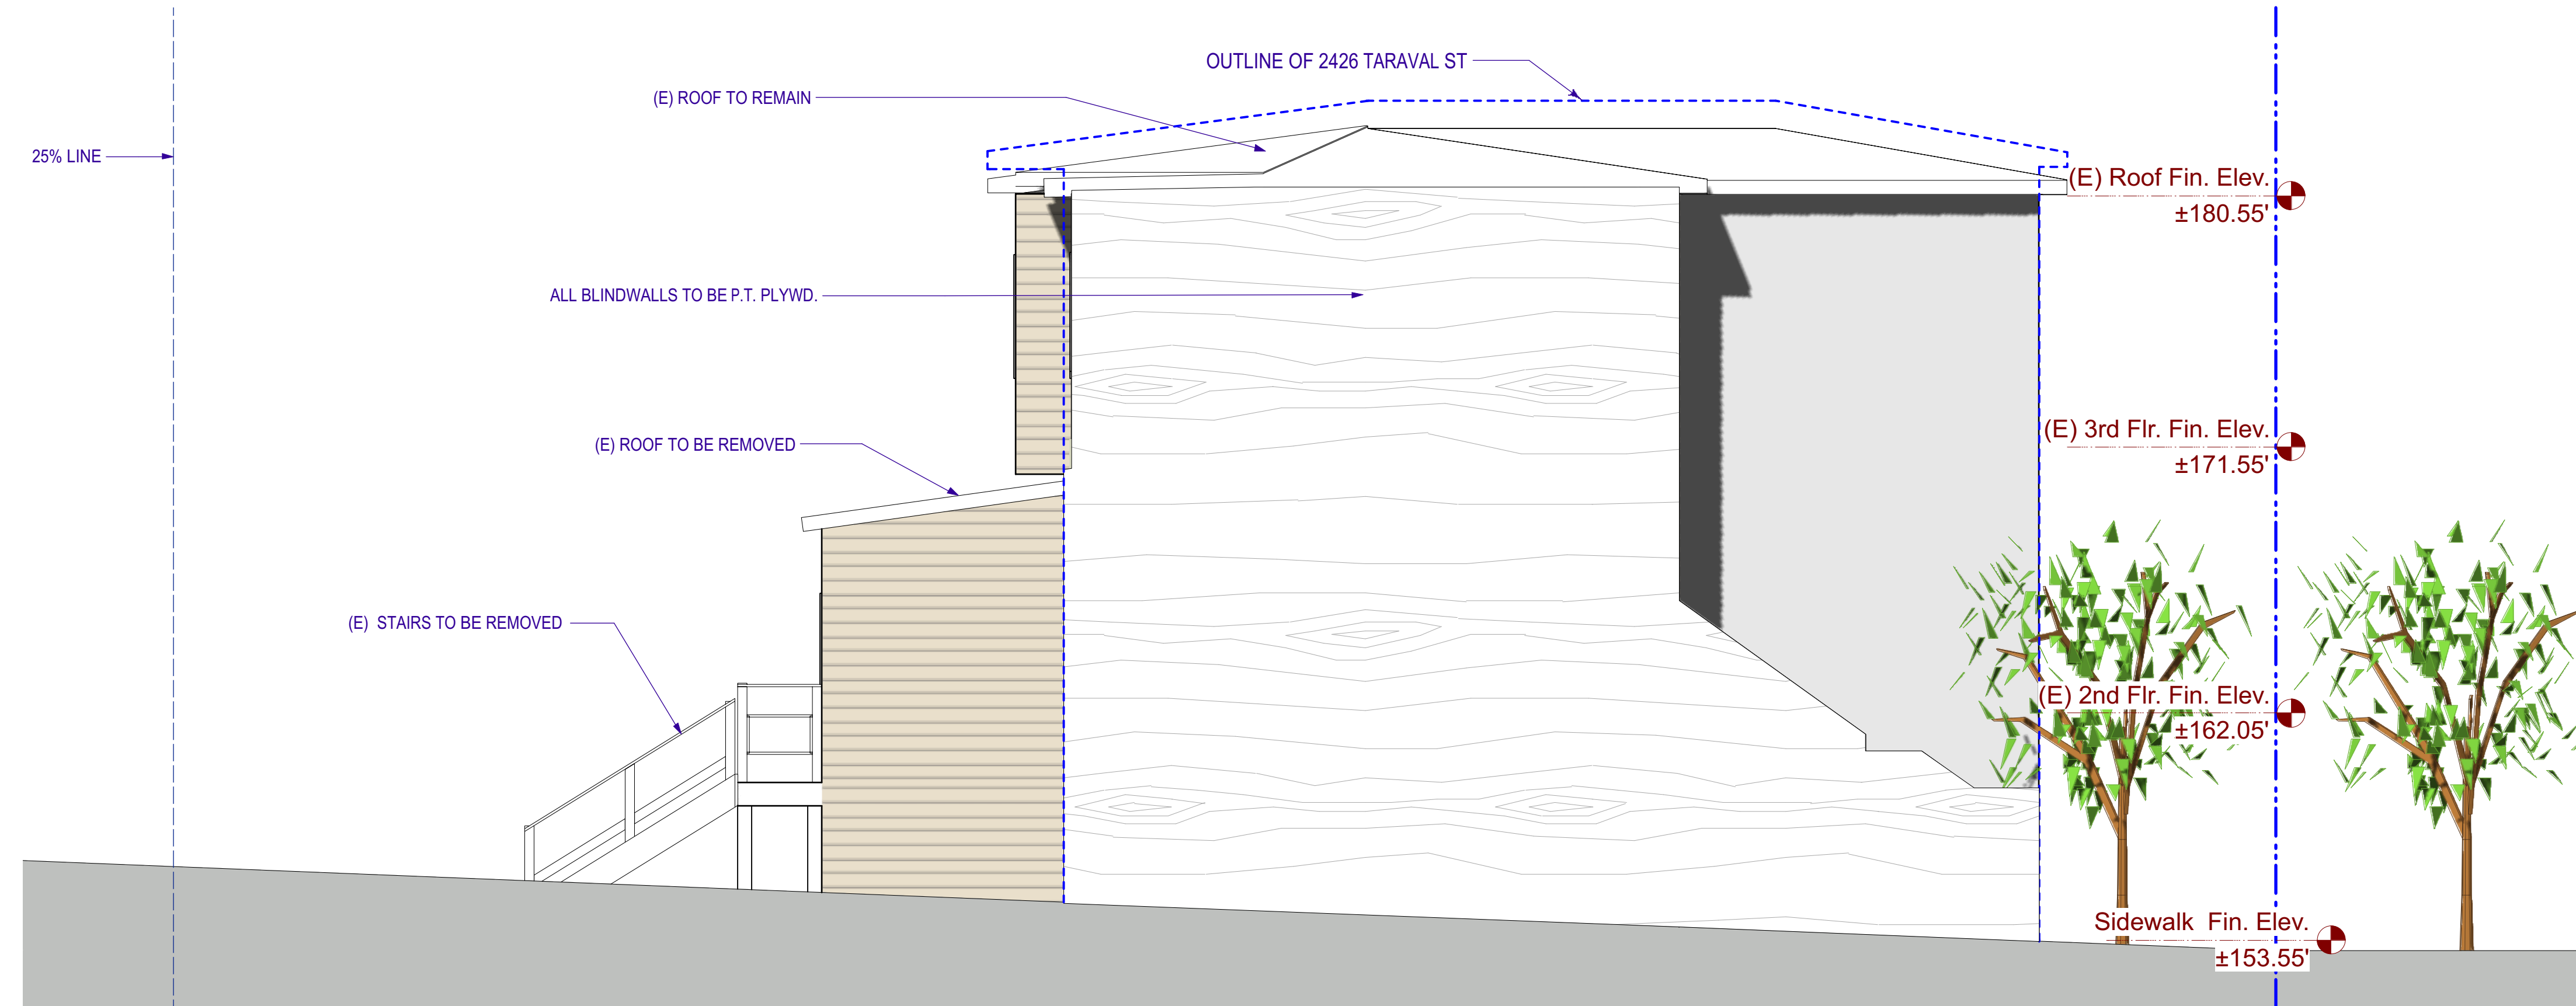 OUTLINE OF 2426 TARAVAL ST
(E) ROOF TO REMAIN
25% LINE
(E) Roof Fin. Elev.
±180.55'
ALL BLINDWALLS TO BE P.T. PLYWD.
(E) 3rd Flr. Fin. Elev.
±171.55'
(E) ROOF TO BE REMOVED
(E) STAIRS TO BE REMOVED
(E) 2nd Flr. Fin. Elev.
±162.05'
Sidewalk Fin. Elev.
±153.55'